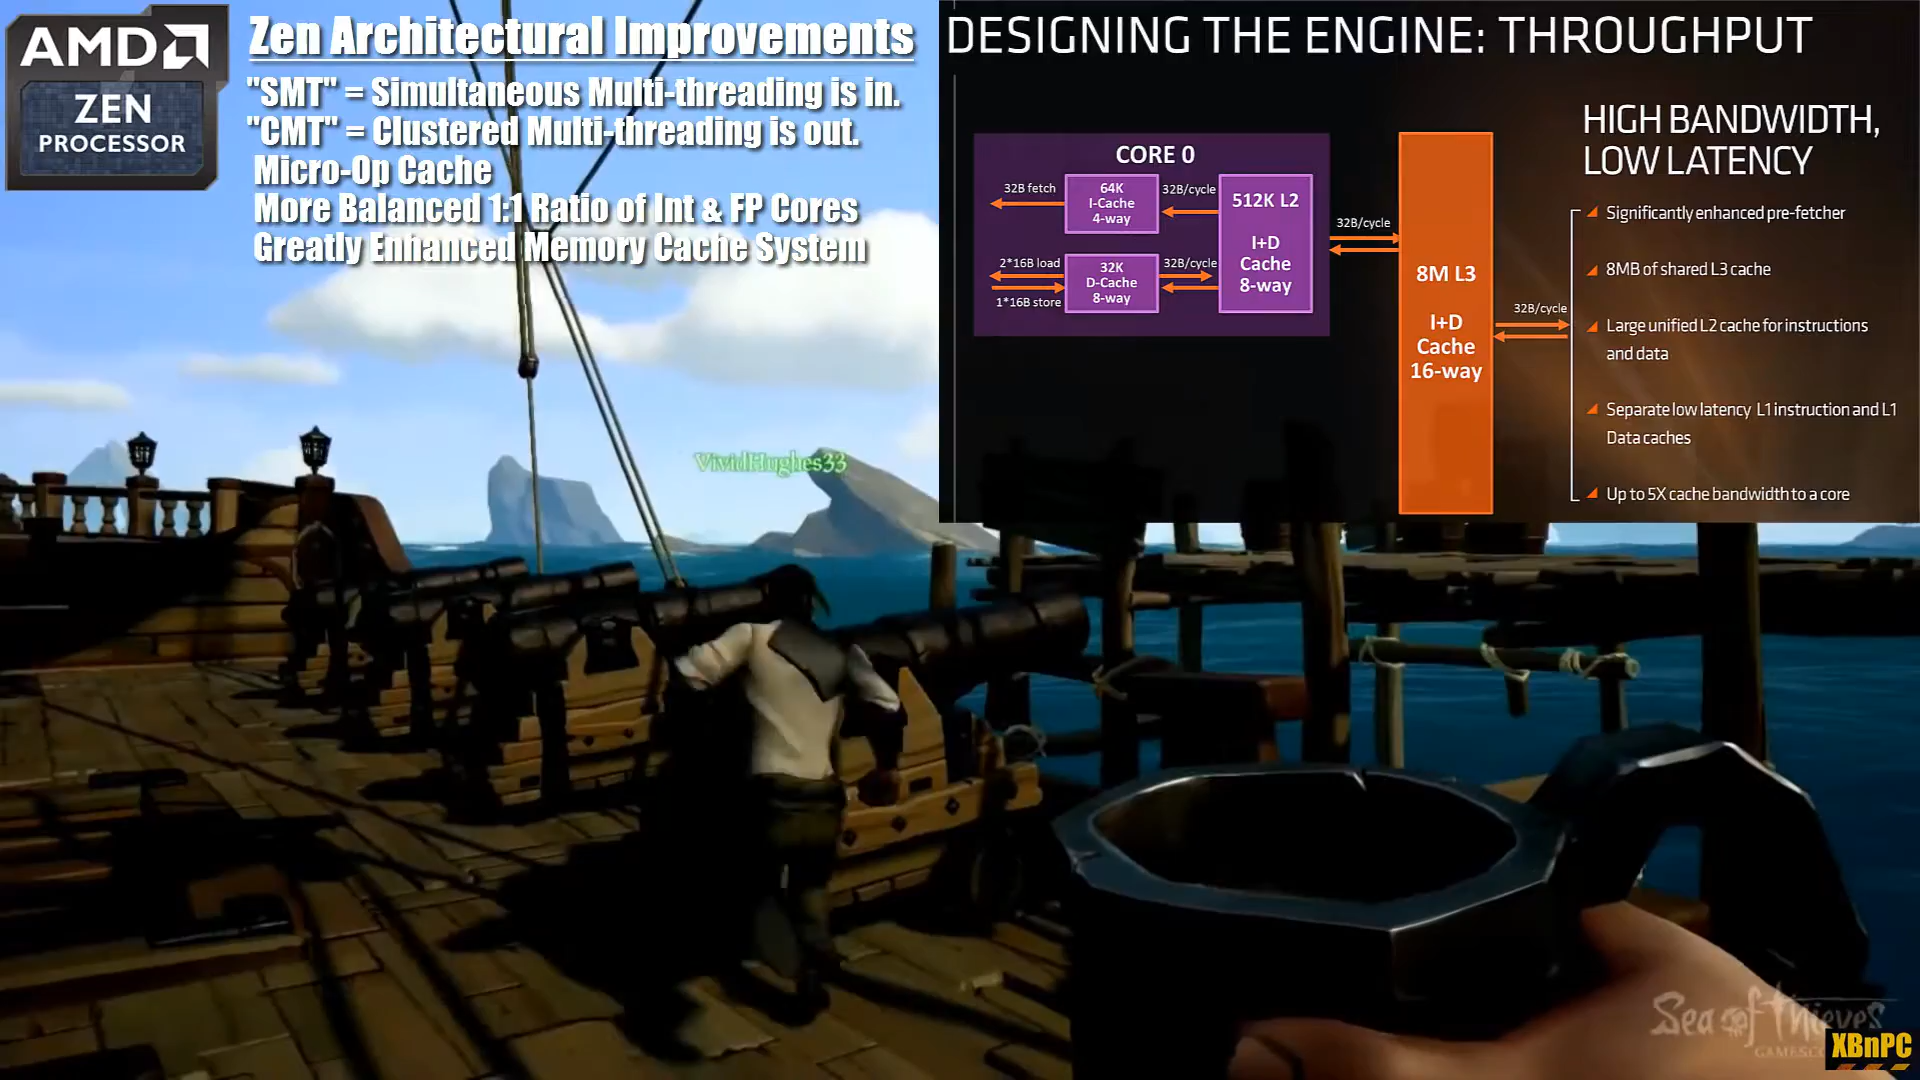 AMD
ZEN
PROCESSOR
Zen Architectural Improvements
"SMT" = Simultaneous Multi-threading is in.
"CMT" = Clustered Multi-threading is out.
Micro-Op Cache
More Balanced 1:1 Ratio of Int & FP Cores
Greatly Enhanced Memory Cache System
DESIGNING THE ENGINE: THROUGHPUT
CORE 0
32B fetch
64K
I-Cache
4-way
32B/cycle
2*16B load
1*16B store
32K
D-Cache
8-way
32B/cycle
512K L2
I+D
Cache
8-way
32B/cycle
8M L3
I+D
Cache
16-way
32B/cycle
HIGH BANDWIDTH,
LOW LATENCY
Significantly enhanced pre-fetcher
8MB of shared L3 cache
Large unified L2 cache for instructions
and data
Separate low latency L1 instruction and L1
Data caches
Up to 5X cache bandwidth to a core
VividHughes33
Sea of Thieves
XBnPC